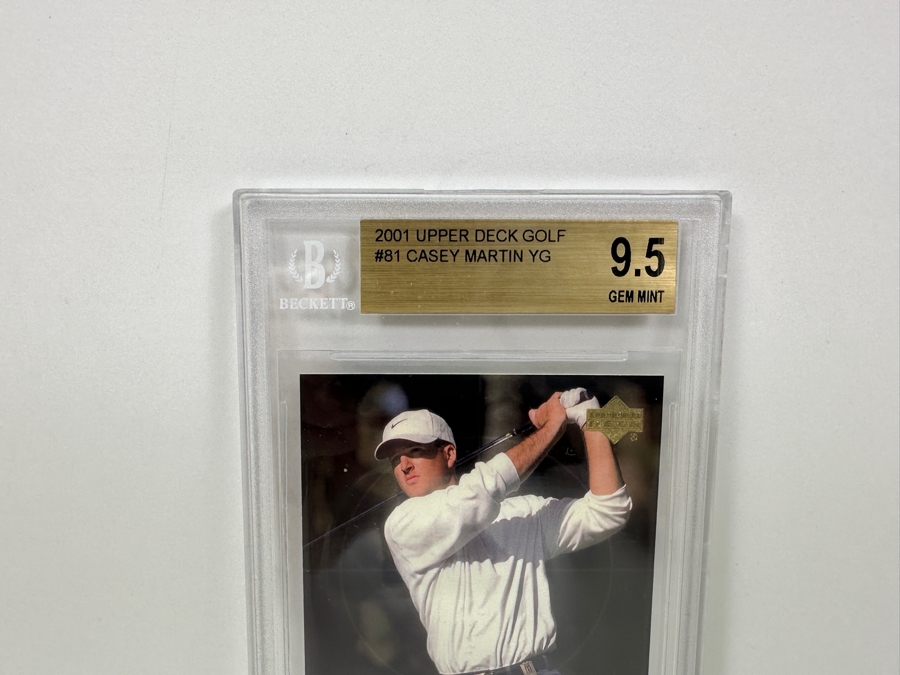 2001 UPPER DECK GOLF
#81 CASEY MARTIN YG
9.5
GEM MINT
B
BECKETT®